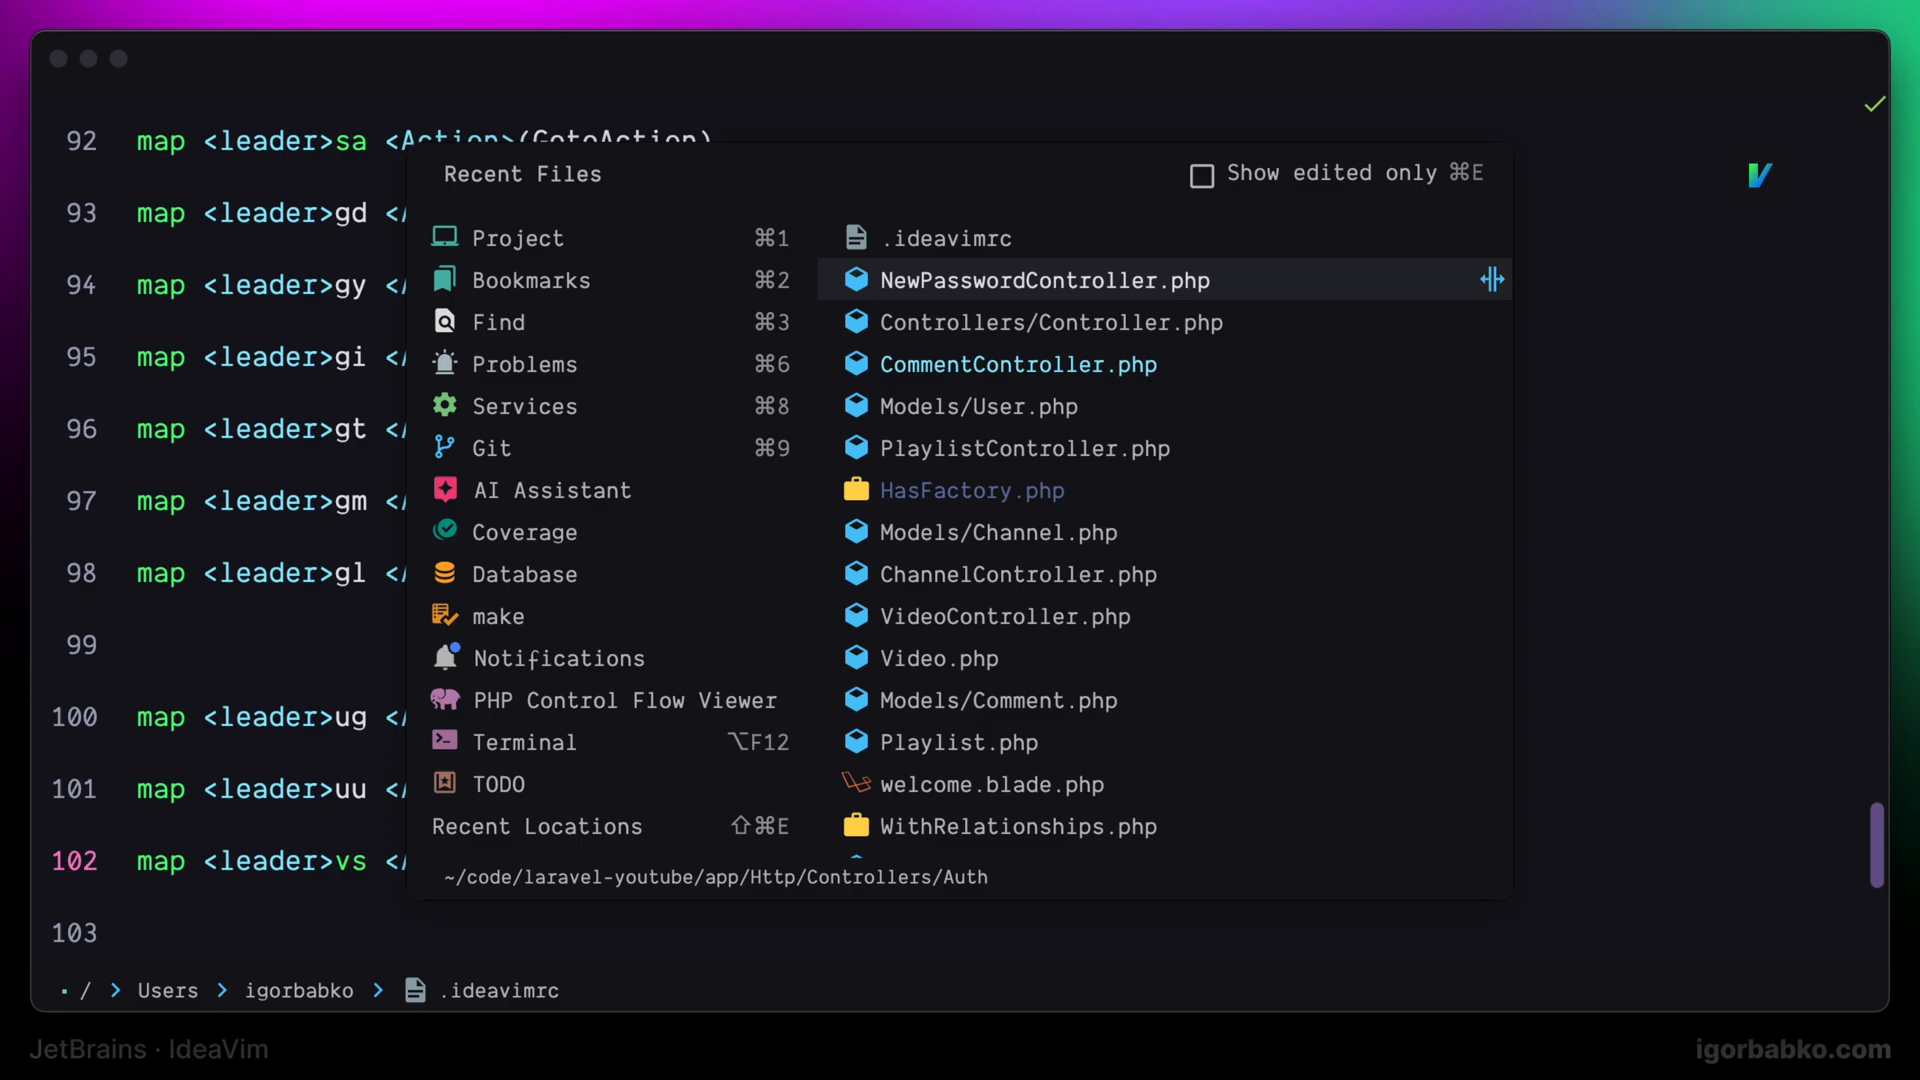 92 map <leader>sa <Action>(GotoAction)
93 map <leader>gd </
94 map <leader>gy </
95 map <leader>gi </
96 map <leader>gt </
97 map <leader>gm </
98 map <leader>gl </
99
100 map <leader>ug </
101 map <leader>uu </
102 map <leader>vs </
103
Recent Files
Show edited only ⌘E
Project ⌘1
Bookmarks ⌘2
Find ⌘3
Problems ⌘6
Services ⌘8
Git ⌘9
AI Assistant
Coverage
Database
make
Notifications
PHP Control Flow Viewer
Terminal ⌥F12
TODO
Recent Locations ⇧⌘E
.ideavimrc
NewPasswordController.php
Controllers/Controller.php
CommentController.php
Models/User.php
PlaylistController.php
HasFactory.php
Models/Channel.php
ChannelController.php
VideoController.php
Video.php
Models/Comment.php
Playlist.php
welcome.blade.php
WithRelationships.php
~/code/laravel-youtube/app/Http/Controllers/Auth
/ > Users > igorbabko > .ideavimrc
JetBrains · IdeaVim
igorbabko.com